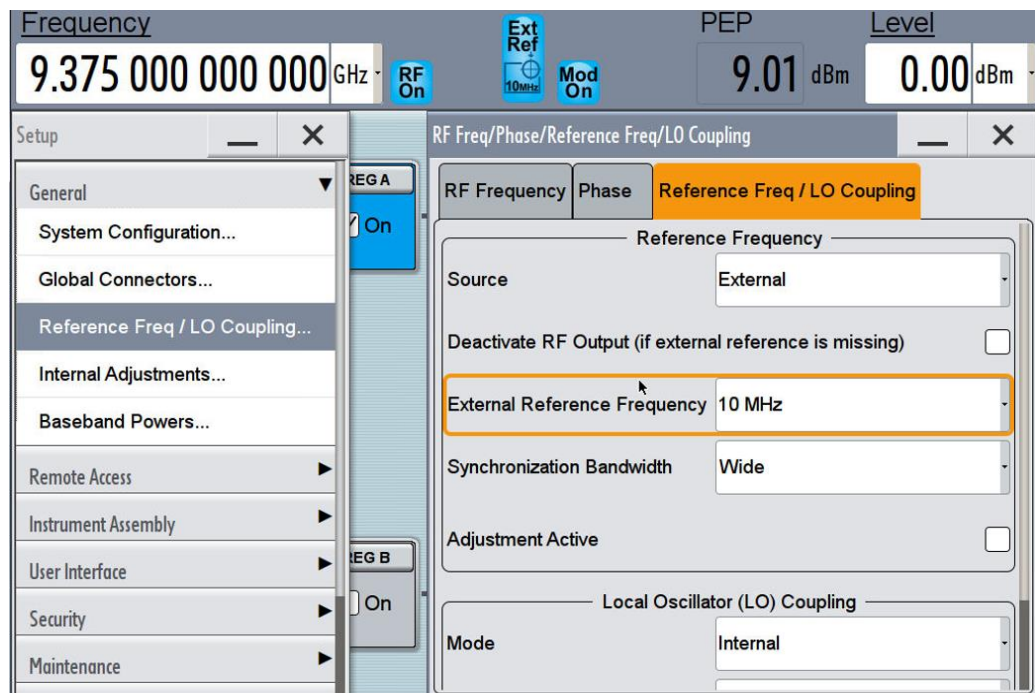 Frequency
9.375 000 000 000 GHz
RF On
Ext Ref
10MHz
Mod On
PEP
9.01 dBm
Level
0.00 dBm
Setup
General
System Configuration...
Global Connectors...
Reference Freq / LO Coupling...
Internal Adjustments...
Baseband Powers...
Remote Access
Instrument Assembly
User Interface
Security
Maintenance
REG A
On
REG B
On
RF Freq/Phase/Reference Freq/LO Coupling
RF Frequency
Phase
Reference Freq / LO Coupling
Reference Frequency
Source External
Deactivate RF Output (if external reference is missing)
External Reference Frequency 10 MHz
Synchronization Bandwidth Wide
Adjustment Active
Local Oscillator (LO) Coupling
Mode Internal